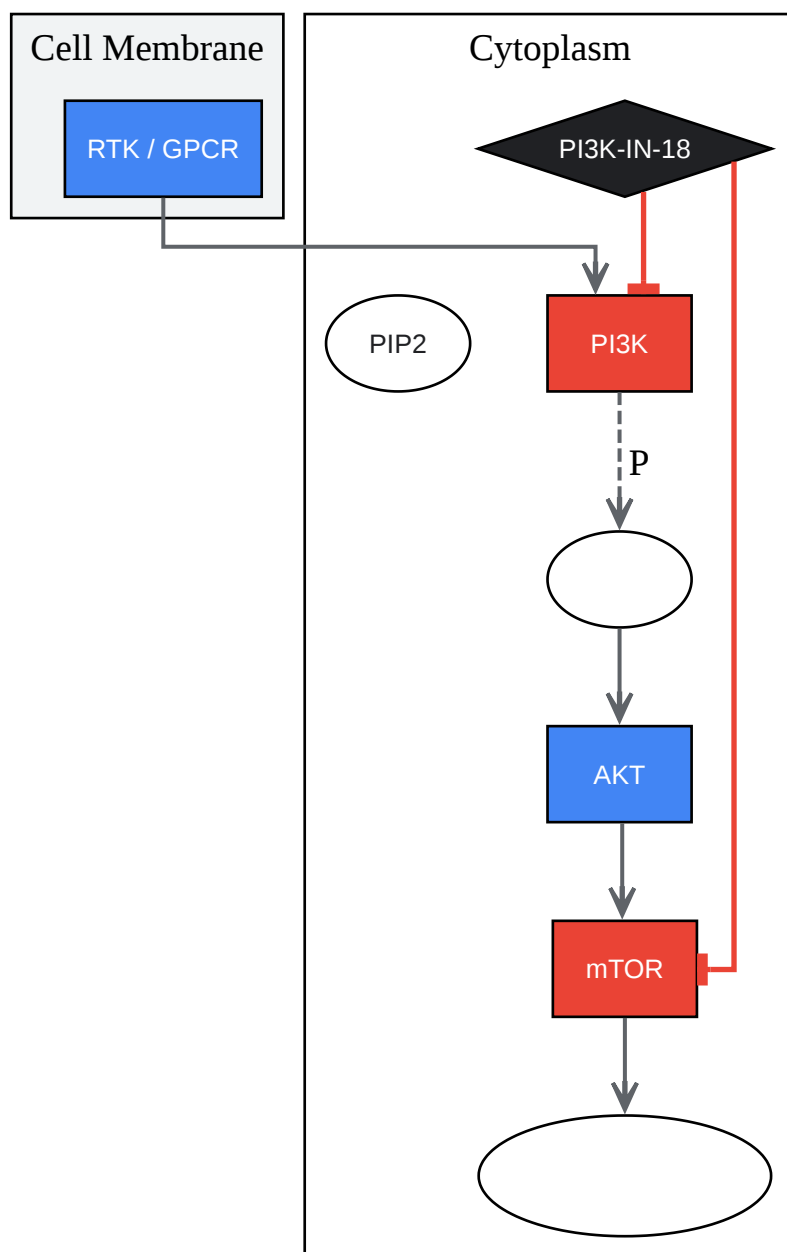 Cell Membrane
Cytoplasm
RTK / GPCR
PI3K-IN-18
PIP2
PI3K
P
AKT
mTOR